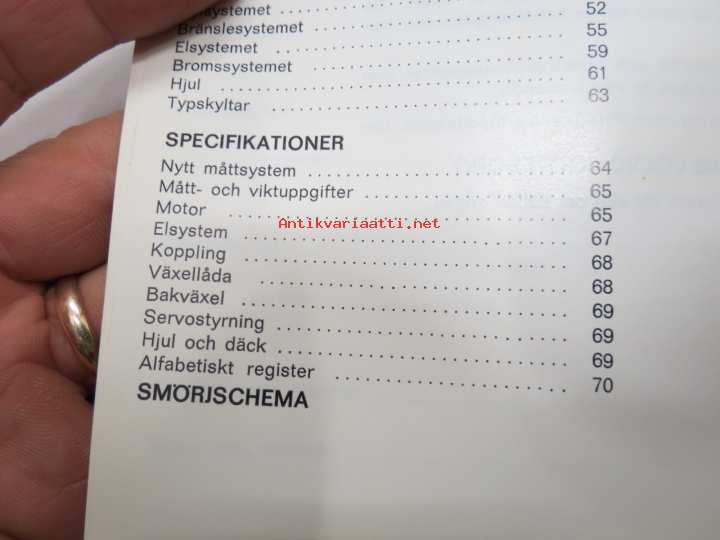 52
Bränslesystemet 55
Elsystemet 59
Bromssystemet 61
Hjul 63
Typskyltar
SPECIFIKATIONER
Nytt måttsystem 64
Mått- och viktuppgifter 65
Motor 65
Elsystem 67
Koppling 68
Växellåda 68
Bakväxel 69
Servostyrning 69
Hjul och däck 69
Alfabetiskt register 70
SMÖRJSCHEMA
Antikvariaatti.net